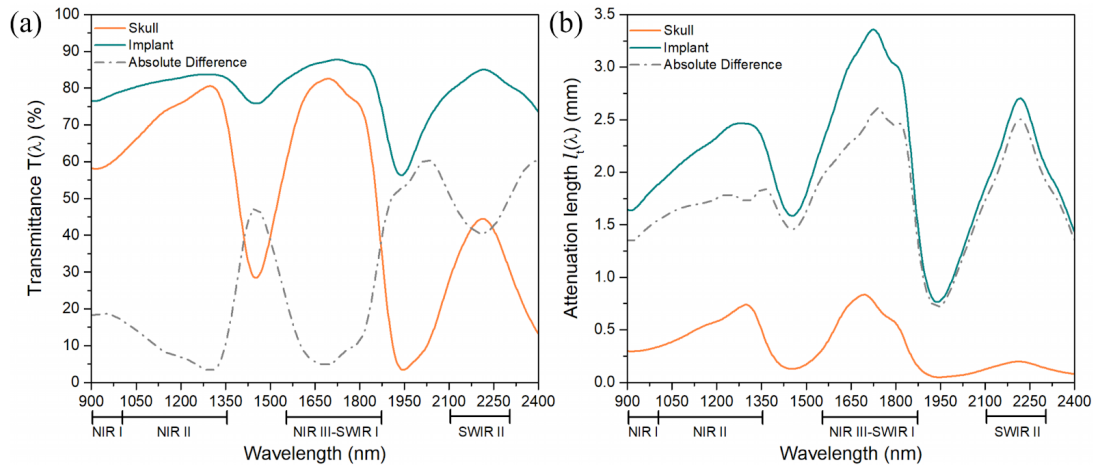 (a)
Transmittance T(λ) (%)
100
90
80
70
60
50
40
30
20
10
0
Skull
Implant
Absolute Difference
900 1050 1200 1350 1500 1650 1800 1950 2100 2250 2400
NIR I NIR II NIR III-SWIR I SWIR II
Wavelength (nm)
(b)
Attenuation length lt(λ) (mm)
3.5
3.0
2.5
2.0
1.5
1.0
0.5
0.0
Skull
Implant
Absolute Difference
900 1050 1200 1350 1500 1650 1800 1950 2100 2250 2400
NIR I NIR II NIR III-SWIR I SWIR II
Wavelength (nm)